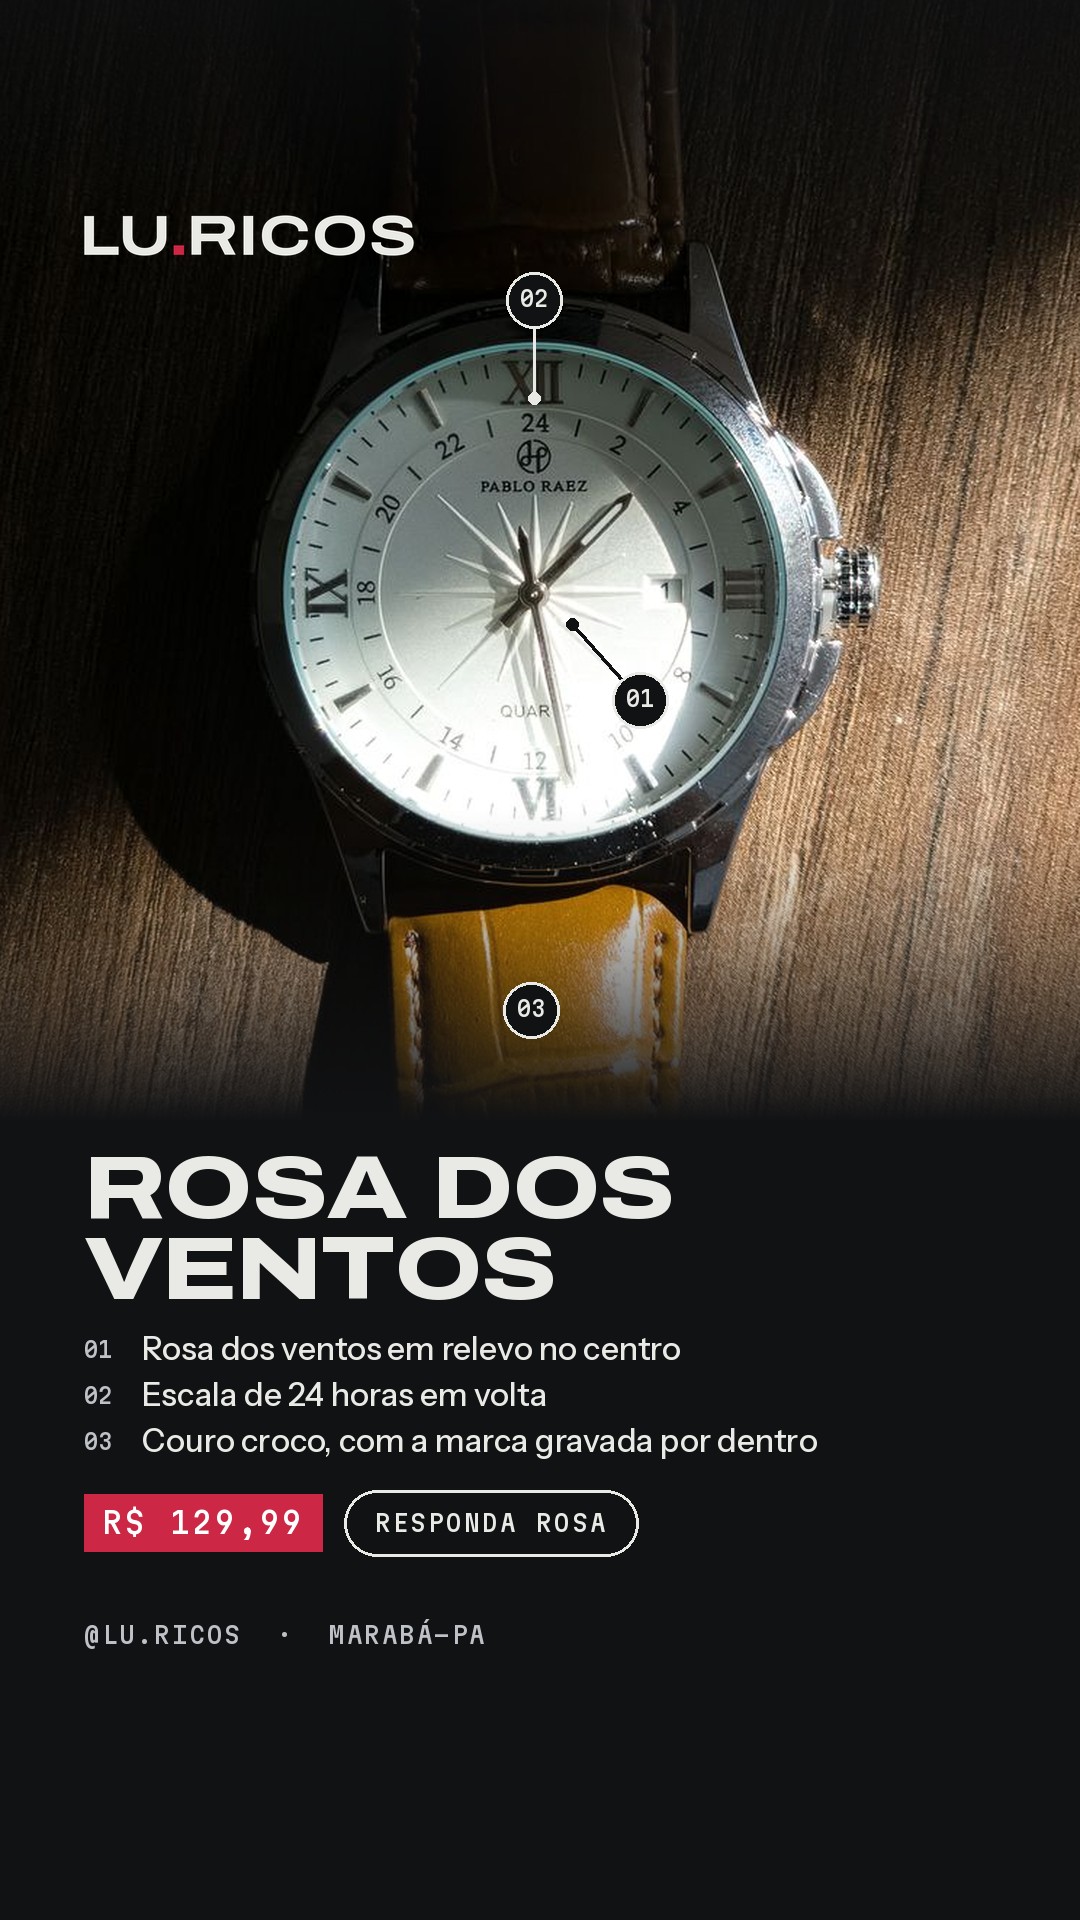 LU.RICOS
02
XII
24
22
2
20
4
PABLO RAEZ
IX
18
1
III
16
8
01
QUAR Z
14
10
12
VI
03
ROSA DOS
VENTOS
01 Rosa dos ventos em relevo no centro
02 Escala de 24 horas em volta
03 Couro croco, com a marca gravada por dentro
R$ 129,99 RESPONDA ROSA
@LU.RICOS · MARABÁ-PA